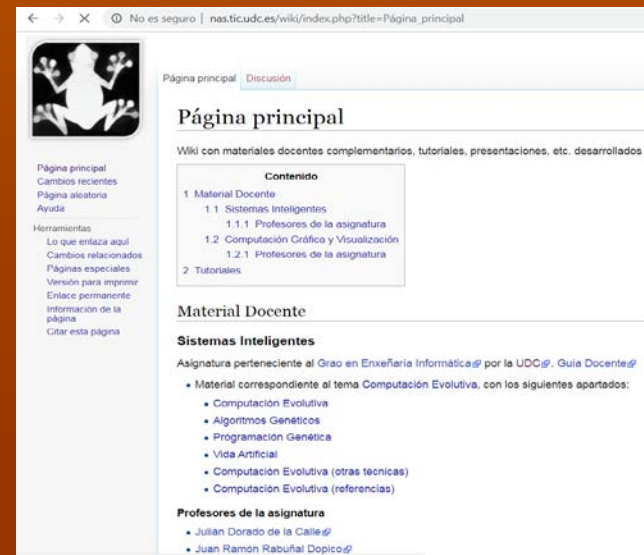 No es seguro | nas.tic.udc.es/wiki/index.php?title=Página_principal
Página principal Discusión
Página principal
Wiki con materiales docentes complementarios, tutoriales, presentaciones, etc. desarrollados
Contenido
1 Material Docente
1.1 Sistemas Inteligentes
1.1.1 Profesores de la asignatura
1.2 Computación Gráfica y Visualización
1.2.1 Profesores de la asignatura
2 Tutoriales
Página principal
Cambios recientes
Página aleatoria
Ayuda
Herramientas
Lo que enlaza aquí
Cambios relacionados
Páginas especiales
Versión para imprimir
Enlace permanente
Información de la
página
Citar esta página
Material Docente
Sistemas Inteligentes
Asignatura perteneciente al Grao en Enxeñaría Informática por la UDC. Guía Docente
• Material correspondiente al tema Computación Evolutiva, con los siguientes apartados:
• Computación Evolutiva
• Algoritmos Genéticos
• Programación Genética
• Vida Artificial
• Computación Evolutiva (otras técnicas)
• Computación Evolutiva (referencias)
Profesores de la asignatura
• Julián Dorado de la Calle
• Juan Ramón Rabuñal Dopico